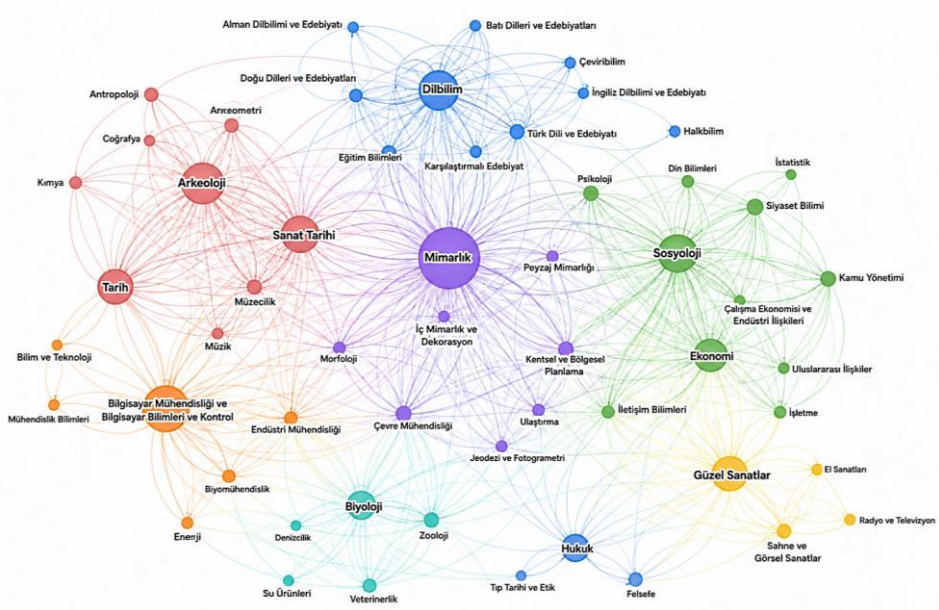 Alman Dilbilimi ve Edebiyatı
Batı Dilleri ve Edebiyatları
Çeviribilim
Doğu Dilleri ve Edebiyatları
Dilbilim
İngiliz Dilbilimi ve Edebiyatı
Antropoloji
Arkeometri
Türk Dili ve Edebiyatı
Halkbilim
Coğrafya
Eğitim Bilimleri
Karşılaştırmalı Edebiyat
İstatistik
Din Bilimleri
Kımya
Arkeoloji
Psikoloji
Siyaset Bilimi
Sanat Tarihi
Mimarlık
Sosyoloji
Peyzaj Mimarlığı
Kamu Yönetimi
Tarih
Müzecilik
Çalışma Ekonomisi ve
Endüstri İlişkileri
İç Mimarlık ve
Dekorasyon
Müzik
Bilim ve Teknoloji
Morfoloji
Kentsel ve Bölgesel
Planlama
Ekonomi
Uluslararası İlişkiler
Bilgisayar Mühendisliği ve
Bilgisayar Bilimleri ve Kontrol
Mühendislik Bilimleri
Endüstri Mühendisliği
Çevre Mühendisliği
Ulaştırma
İletişim Bilimleri
İşletme
Jeodezi ve Fotogrametri
Güzel Sanatlar
El Sanatları
Biyomühendislik
Biyoloji
Radyo ve Televizyon
Enerji
Denizcilik
Zooloji
Hukuk
Sahne ve
Görsel Sanatlar
Su Ürünleri
Veterinerlik
Tıp Tarihi ve Etik
Felsefe